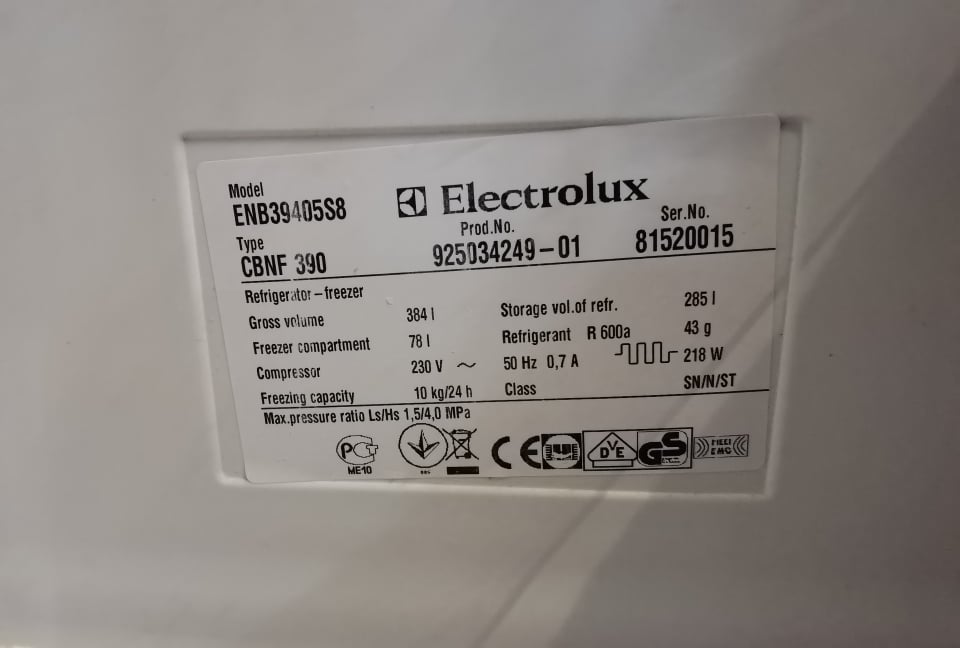 Model
ENB39405S8
Electrolux
Type
CBNF 390
Prod.No.
925034249-01
Ser.No.
81520015
Refrigerator-freezer
Gross volume 384 l Storage vol.of refr. 285 l
Freezer compartment 78 l Refrigerant R 600a 43 g
Compressor 230 V ~ 50 Hz 0,7 A 218 W
Freezing capacity 10 kg/24 h Class SN/N/ST
Max.pressure ratio Ls/Hs 1,5/4,0 MPa
PCT
ME10
CE
DVE
GS